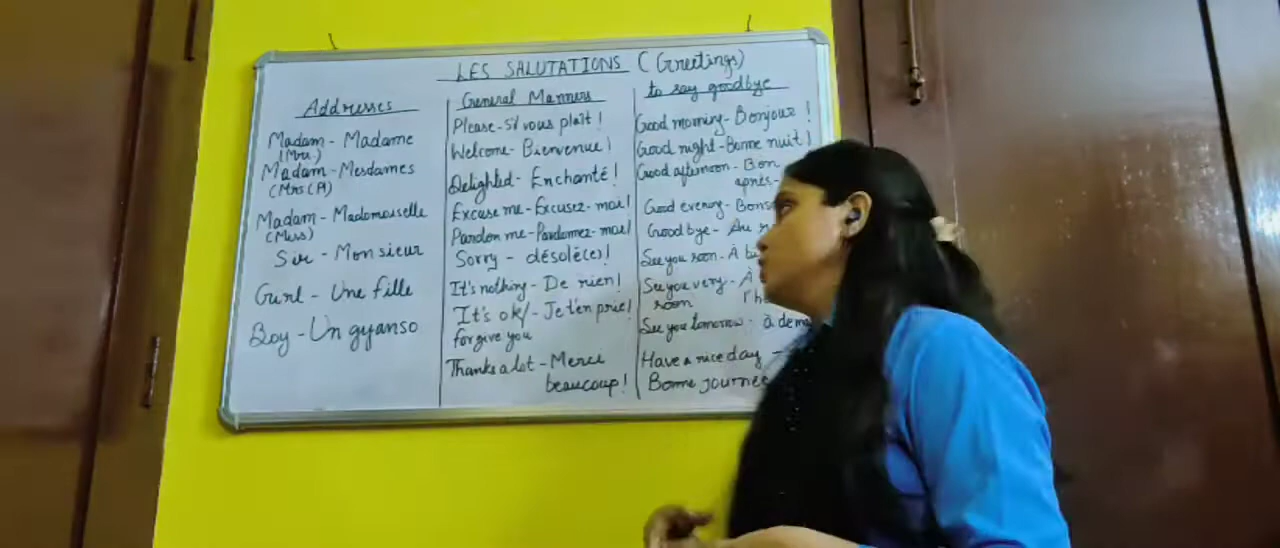 LES SALUTATIONS (Greetings)
Addresses
Madam - Madame
(Mrs.)
Madam - Mesdames
(Mrs (Pl)
Madam - Mademoiselle
(Miss)
Sir - Monsieur
Girl - Une fille
Boy - Un gyanso
General Manners
Please - S'il vous plaît !
Welcome - Bienvenue !
Delighted - Enchanté !
Excuse me - Excusez-moi !
Pardon me - Pardonnez-moi !
Sorry - désolé(e) !
It's nothing - De rien !
It's ok/ - Je t'en prie !
forgive you
Thanks a lot - Merci
beaucoup !
to say goodbye
Good morning - Bonjour !
Good night - Bonne nuit !
Good afternoon - Bon
après-
Good evening - Bons
Good bye - Au
See you soon - À
See you very - À
soon l'h
See you tomorrow - à dem
Have a nice day -
Bonne journée